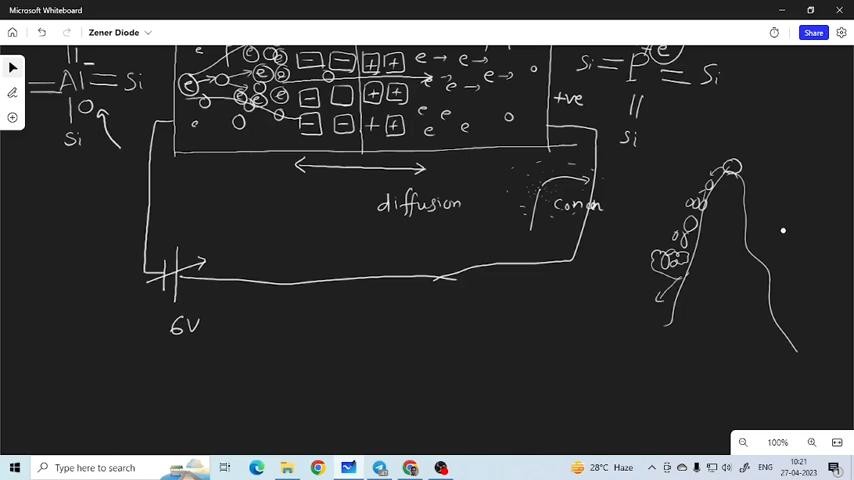 Microsoft Whiteboard
Zener Diode
Share
= Al = Si
Si
e
e e e
e e
e e
e e e
+ve
Si = P = Si
e
Si
diffusion
6V
100%
Type here to search
28°C Haze
ENG
10:21
27-04-2023